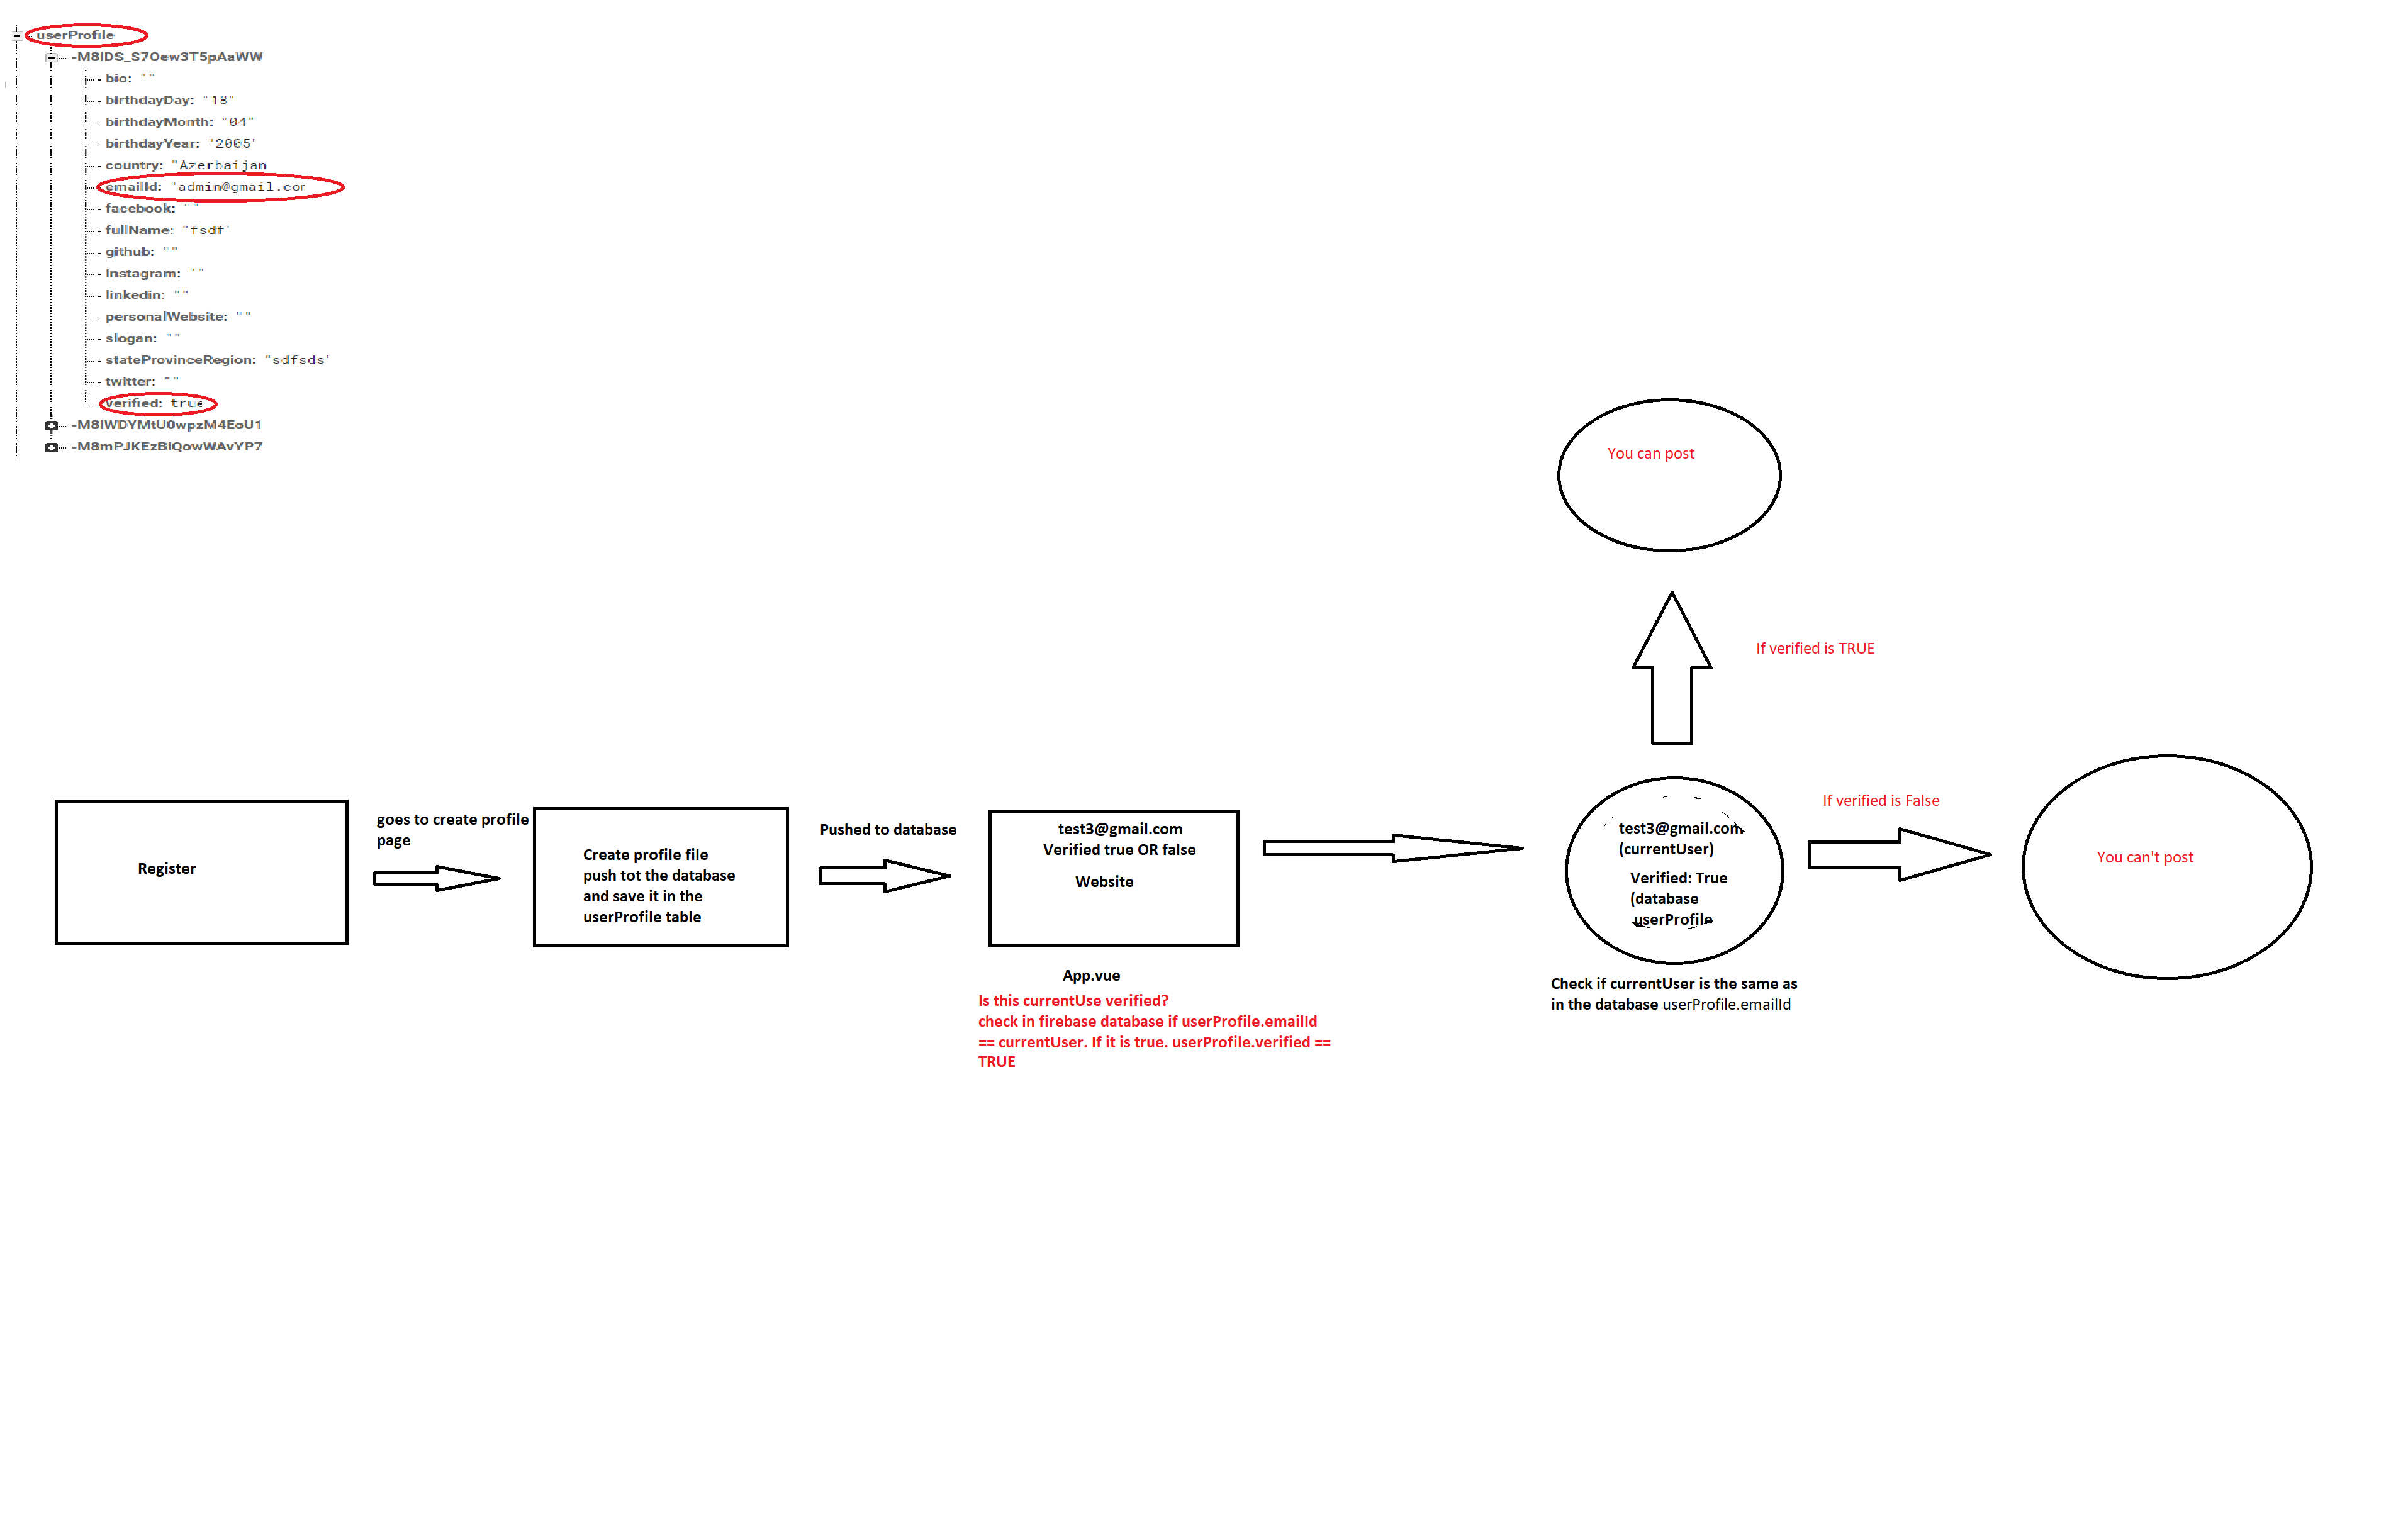 userProfile
-M8lDS_S7Oew3T5pAaWW
bio: ""
birthdayDay: "18"
birthdayMonth: "04"
birthdayYear: "2005'
country: "Azerbaijan
emailId: "admin@gmail.com
facebook: ""
fullName: "fsdf'
github: ""
instagram: ""
linkedin: ""
personalWebsite: ""
slogan: ""
stateProvinceRegion: "sdfsds'
twitter: ""
verified: true
-M8lWDYMtU0wpzM4EoU1
-M8mPJKEzBiQowWAvYP7
You can post
If verified is TRUE
Register
goes to create profile
page
Create profile file
push tot the database
and save it in the
userProfile table
Pushed to database
test3@gmail.com
Verified true OR false
Website
App.vue
Is this currentUse verified?
check in firebase database if userProfile.emailId
== currentUser. If it is true. userProfile.verified ==
TRUE
test3@gmail.com
(currentUser)
Verified: True
(database
userProfile
Check if currentUser is the same as
in the database userProfile.emailId
If verified is False
You can't post